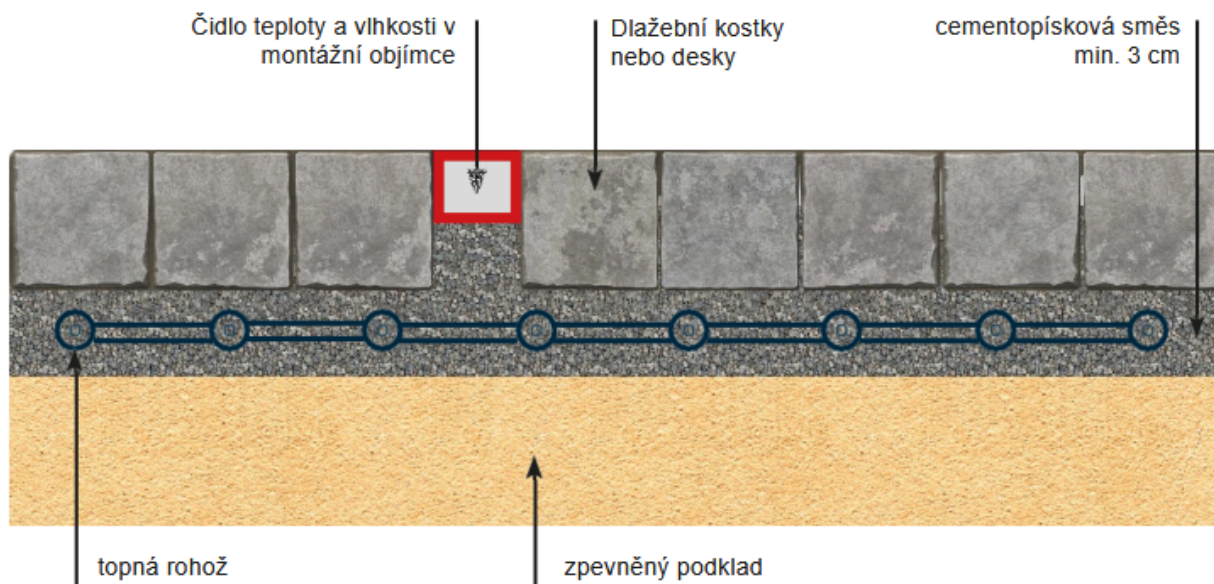 Čidlo teploty a vlhkosti v
montážní objímce
Dlažební kostky
nebo desky
cementopísková směs
min. 3 cm
topná rohož
zpevněný podklad